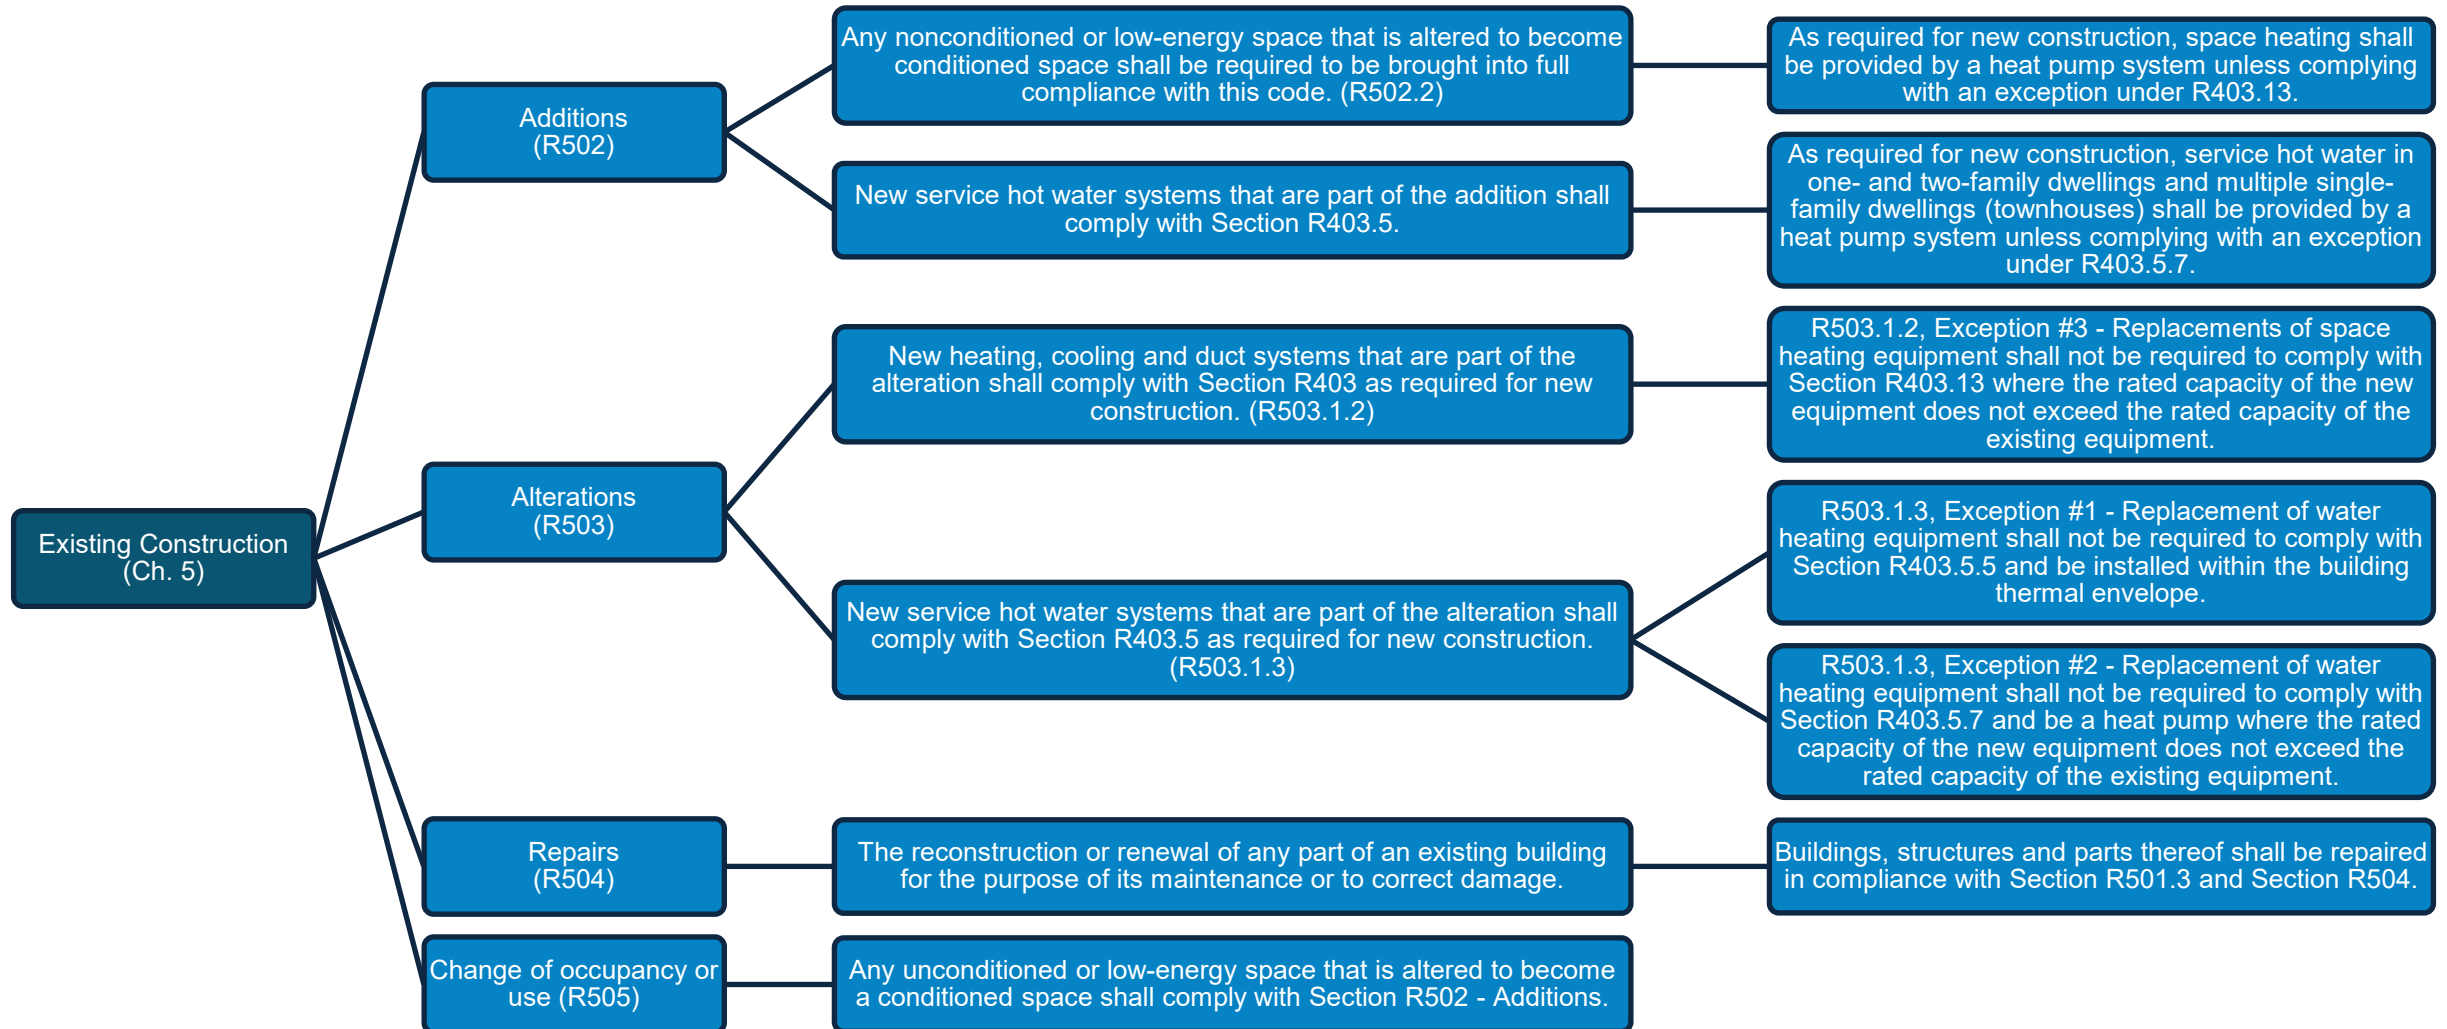 Existing Construction
(Ch. 5)
Additions
(R502)
Any nonconditioned or low-energy space that is altered to become
conditioned space shall be required to be brought into full
compliance with this code. (R502.2)
As required for new construction, space heating shall
be provided by a heat pump system unless complying
with an exception under R403.13.
New service hot water systems that are part of the addition shall
comply with Section R403.5.
As required for new construction, service hot water in
one- and two-family dwellings and multiple single-
family dwellings (townhouses) shall be provided by a
heat pump system unless complying with an exception
under R403.5.7.
Alterations
(R503)
New heating, cooling and duct systems that are part of the
alteration shall comply with Section R403 as required for new
construction. (R503.1.2)
R503.1.2, Exception #3 - Replacements of space
heating equipment shall not be required to comply with
Section R403.13 where the rated capacity of the new
equipment does not exceed the rated capacity of the
existing equipment.
New service hot water systems that are part of the alteration shall
comply with Section R403.5 as required for new construction.
(R503.1.3)
R503.1.3, Exception #1 - Replacement of water
heating equipment shall not be required to comply with
Section R403.5.5 and be installed within the building
thermal envelope.
R503.1.3, Exception #2 - Replacement of water
heating equipment shall not be required to comply with
Section R403.5.7 and be a heat pump where the rated
capacity of the new equipment does not exceed the
rated capacity of the existing equipment.
Repairs
(R504)
The reconstruction or renewal of any part of an existing building
for the purpose of its maintenance or to correct damage.
Buildings, structures and parts thereof shall be repaired
in compliance with Section R501.3 and Section R504.
Change of occupancy or
use (R505)
Any unconditioned or low-energy space that is altered to become
a conditioned space shall comply with Section R502 - Additions.